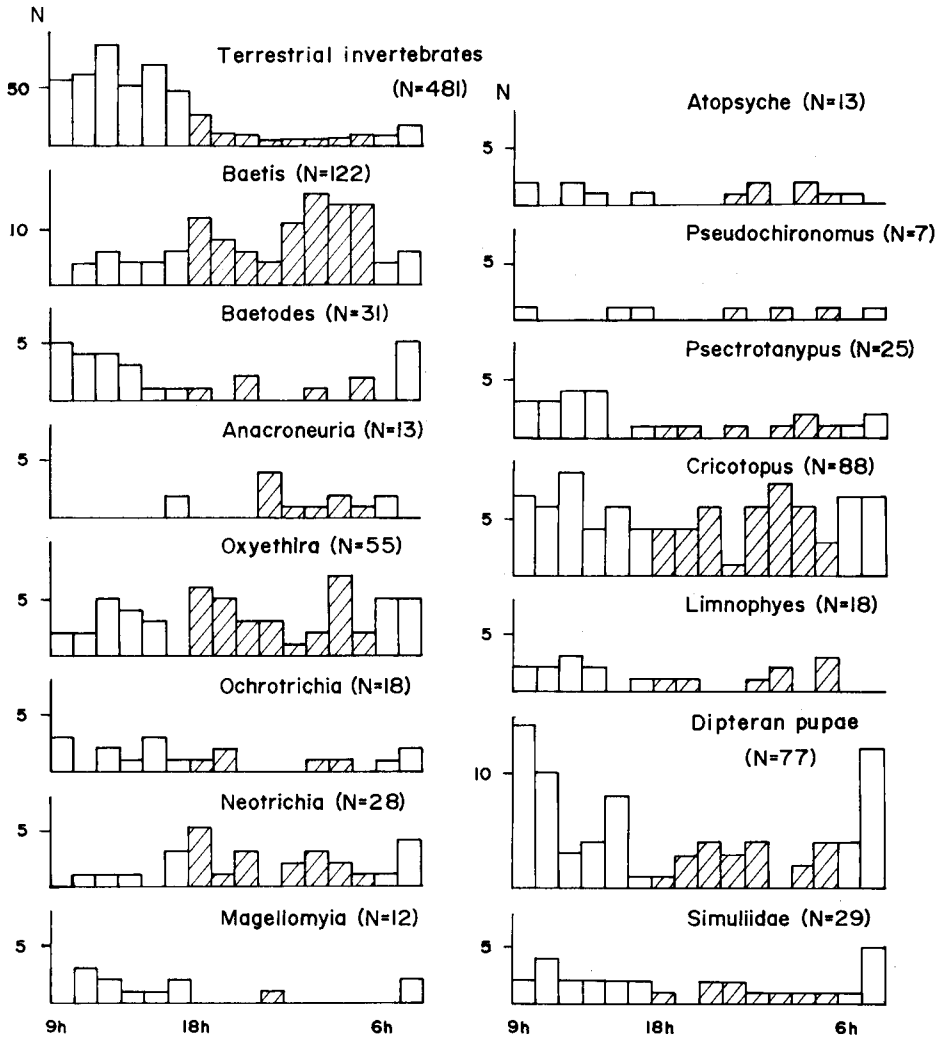 N
Terrestrial invertebrates
(N=481)
50
Baetis (N=122)
10
Baetodes (N=31)
5
Anacroneuria (N=13)
5
Oxyethira (N=55)
5
Ochrotrichia (N=18)
5
Neotrichia (N=28)
5
Magellomyia (N=12)
5
9h 18h 6h
N
Atopsyche (N=13)
5
Pseudochironomus (N=7)
5
Psectrotanypus (N=25)
5
Cricotopus (N=88)
5
Limnophyes (N=18)
5
Dipteran pupae
(N=77)
10
Simuliidae (N=29)
5
9h 18h 6h